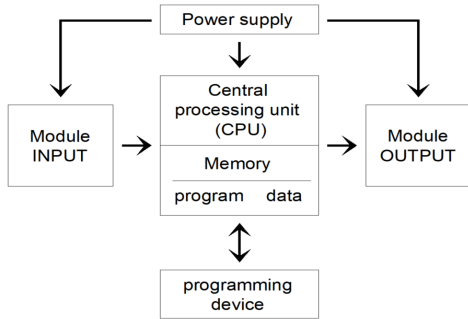 Power supply
Central
processing unit
(CPU)
Module
INPUT
Memory
program data
Module
OUTPUT
programming
device